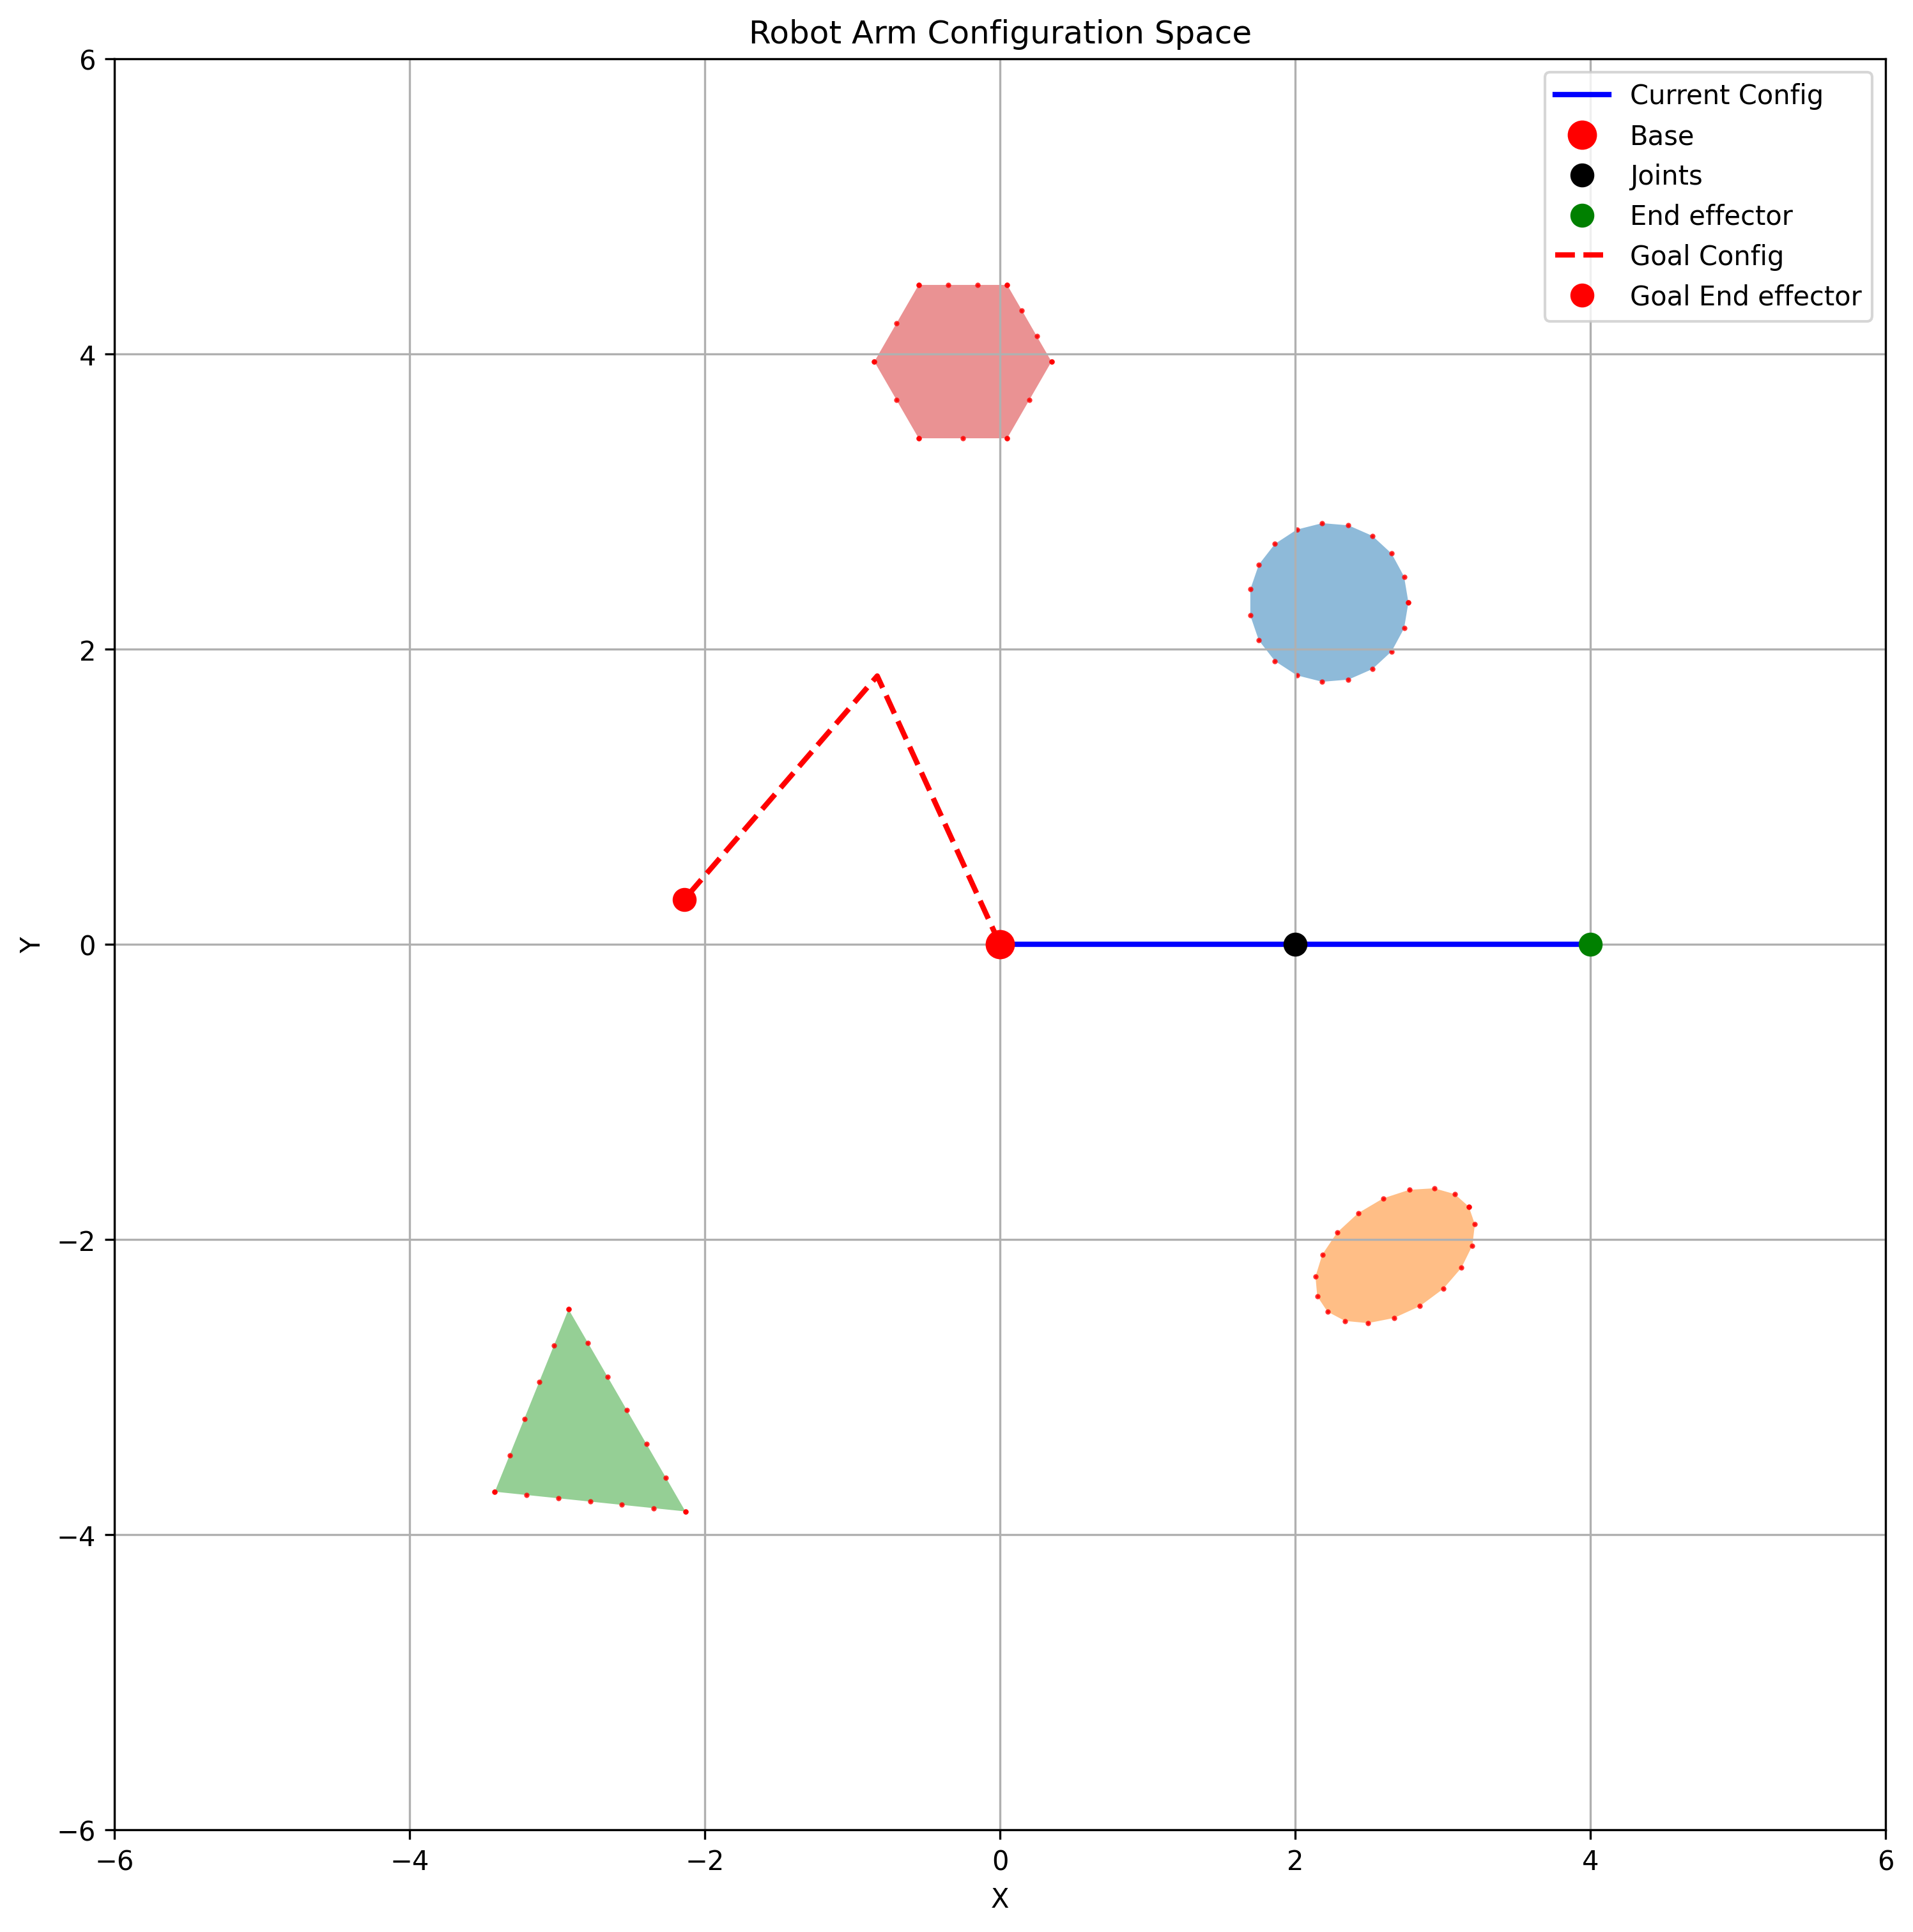 Robot Arm Configuration Space
6
4
2
0
−2
−4
−6
Y
−6
−4
−2
0
2
4
6
X
Current Config
Base
Joints
End effector
Goal Config
Goal End effector